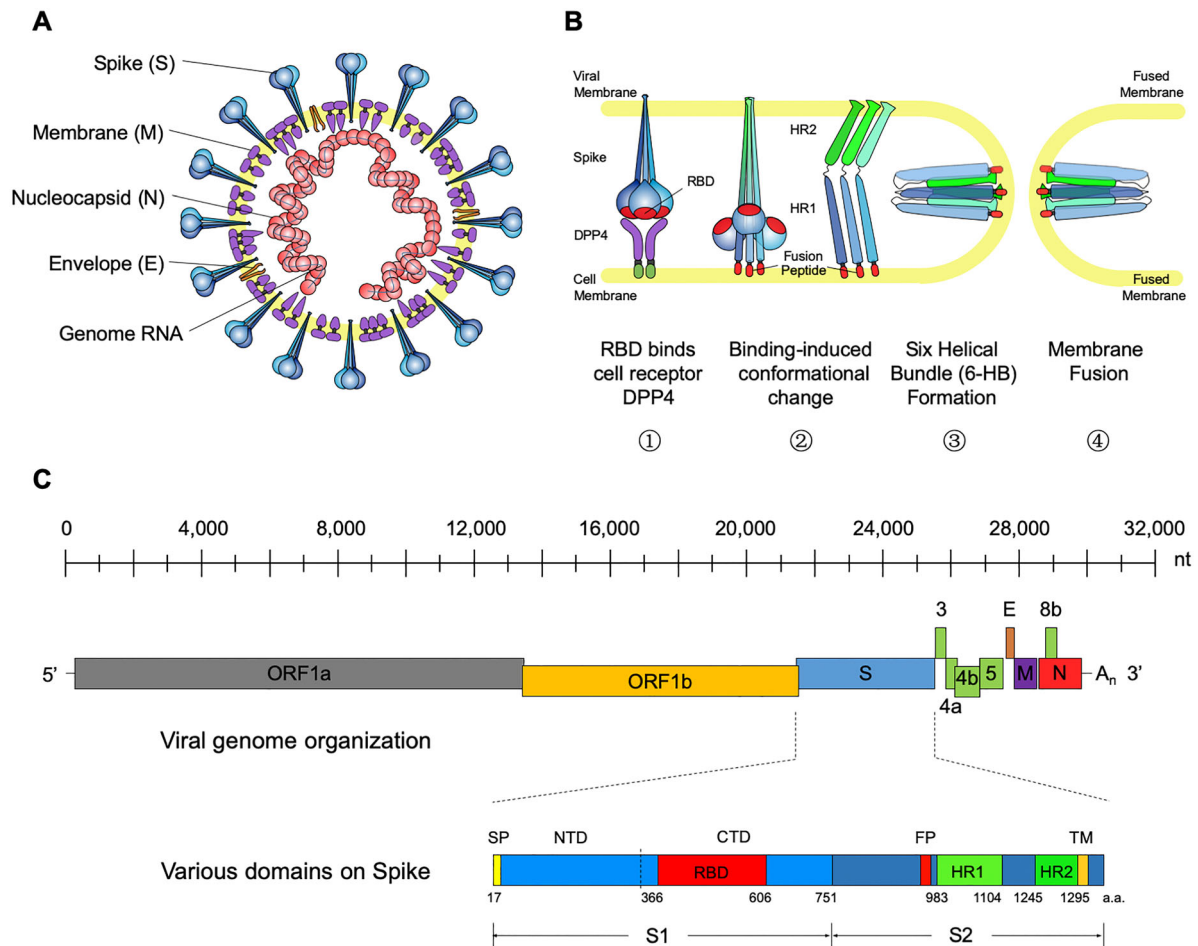 A
Spike (S)
Membrane (M)
Nucleocapsid (N)
Envelope (E)
Genome RNA
B
Viral
Membrane
Spike
DPP4
Cell
Membrane
RBD
HR2
HR1
Fusion
Peptide
Fused
Membrane
Fused
Membrane
RBD binds
cell receptor
DPP4
①
Binding-induced
conformational
change
②
Six Helical
Bundle (6-HB)
Formation
③
Membrane
Fusion
④
C
0 4,000 8,000 12,000 16,000 20,000 24,000 28,000 32,000
nt
3 E 8b
5' ORF1a ORF1b S 4b 5 M N An 3'
4a
Viral genome organization
SP NTD CTD FP TM
Various domains on Spike
RBD HR1 HR2
17 366 606 751 983 1104 1245 1295 a.a.
S1 S2